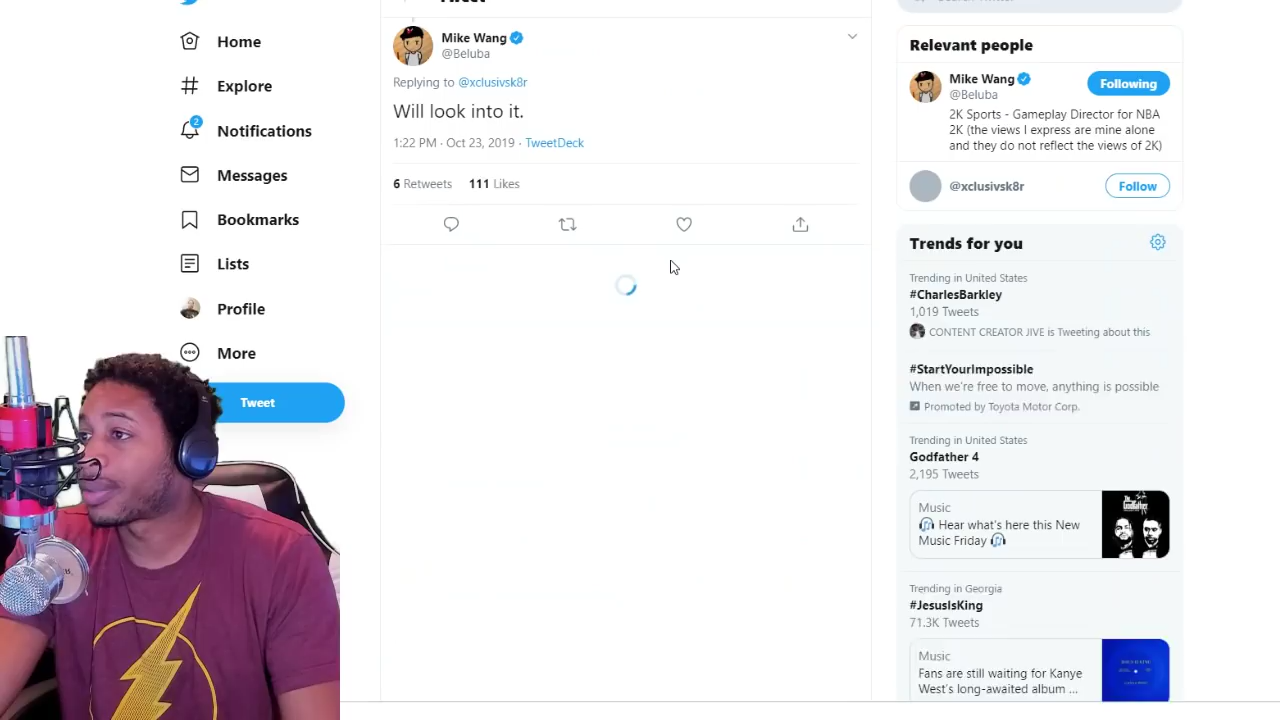 Home
Explore
2
Notifications
Messages
Bookmarks
Lists
Profile
More
Tweet
Tweet
Mike Wang
@Beluba
Replying to @xclusivsk8r
Will look into it.
1:22 PM · Oct 23, 2019 · TweetDeck
6 Retweets 111 Likes
Relevant people
Mike Wang
@Beluba
Following
2K Sports - Gameplay Director for NBA
2K (the views I express are mine alone
and they do not reflect the views of 2K)
@xclusivsk8r
Follow
Trends for you
Trending in United States
#CharlesBarkley
1,019 Tweets
CONTENT CREATOR JIVE is Tweeting about this
#StartYourImpossible
When we're free to move, anything is possible
Promoted by Toyota Motor Corp.
Trending in United States
Godfather 4
2,195 Tweets
Music
🎧 Hear what's here this New
Music Friday 🎧
Trending in Georgia
#JesusIsKing
71.3K Tweets
Music
Fans are still waiting for Kanye
West's long-awaited album ...